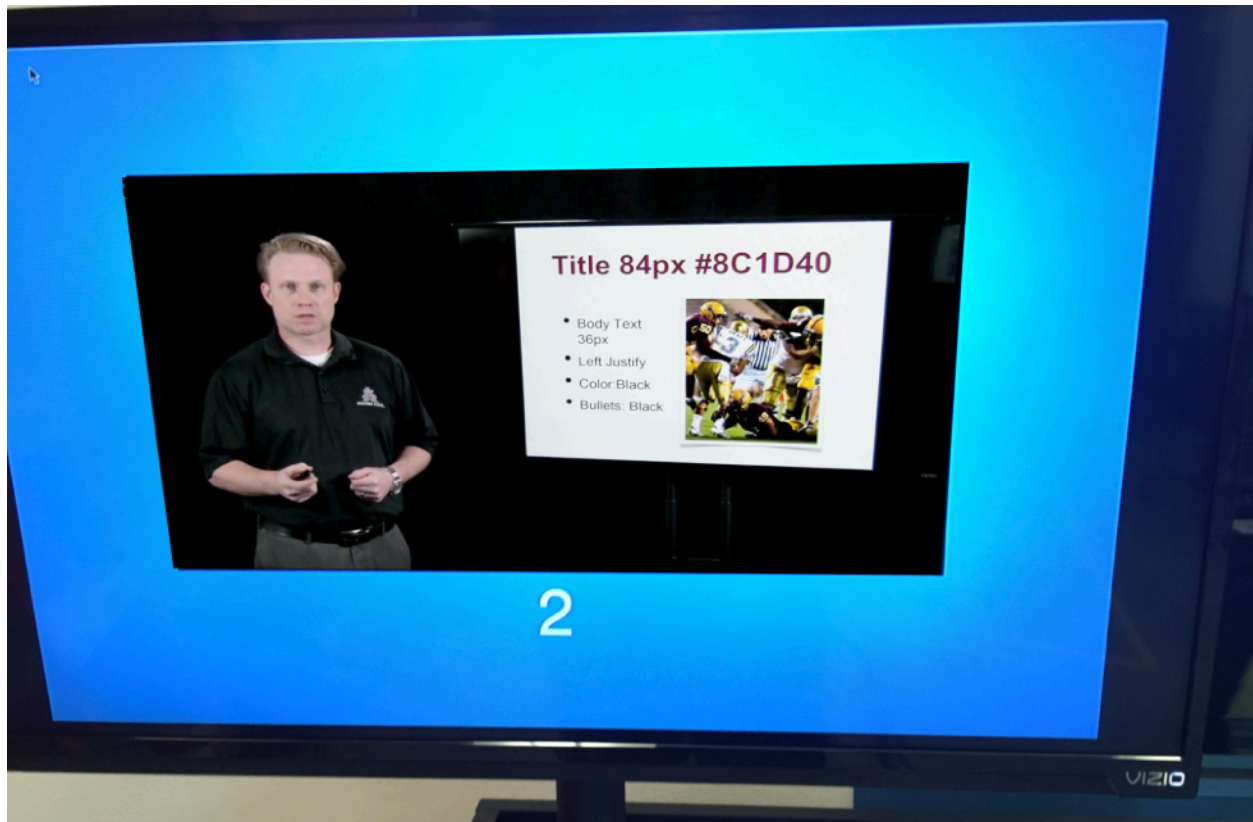 Title 84px #8C1D40
Body Text
36px
Left Justify
Color:Black
Bullets: Black
2
VIZIO